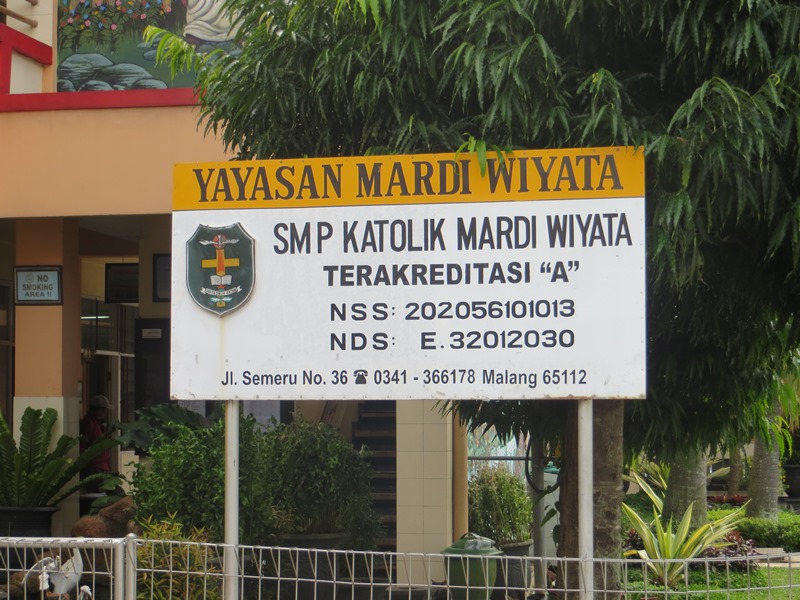 YAYASAN MARDI WIYATA
SMP KATOLIK MARDI WIYATA
TERAKREDITASI “A”
NSS: 202056101013
NDS: E. 32012030
Jl. Semeru No. 36 ☎ 0341 - 366178 Malang 65112
NO
SMOKING
AREA !!